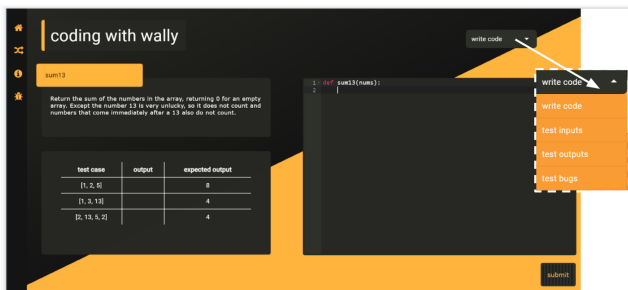 coding with wally
write code
sum13
Return the sum of the numbers in the array, returning 0 for an empty
array. Except the number 13 is very unlucky, so it does not count and
numbers that come immediately after a 13 also do not count.
test case output expected output
[1, 2, 5] 8
[1, 3, 13] 4
[2, 13, 5, 2] 4
1 def sum13(nums):
2
write code
write code
test inputs
test outputs
test bugs
submit